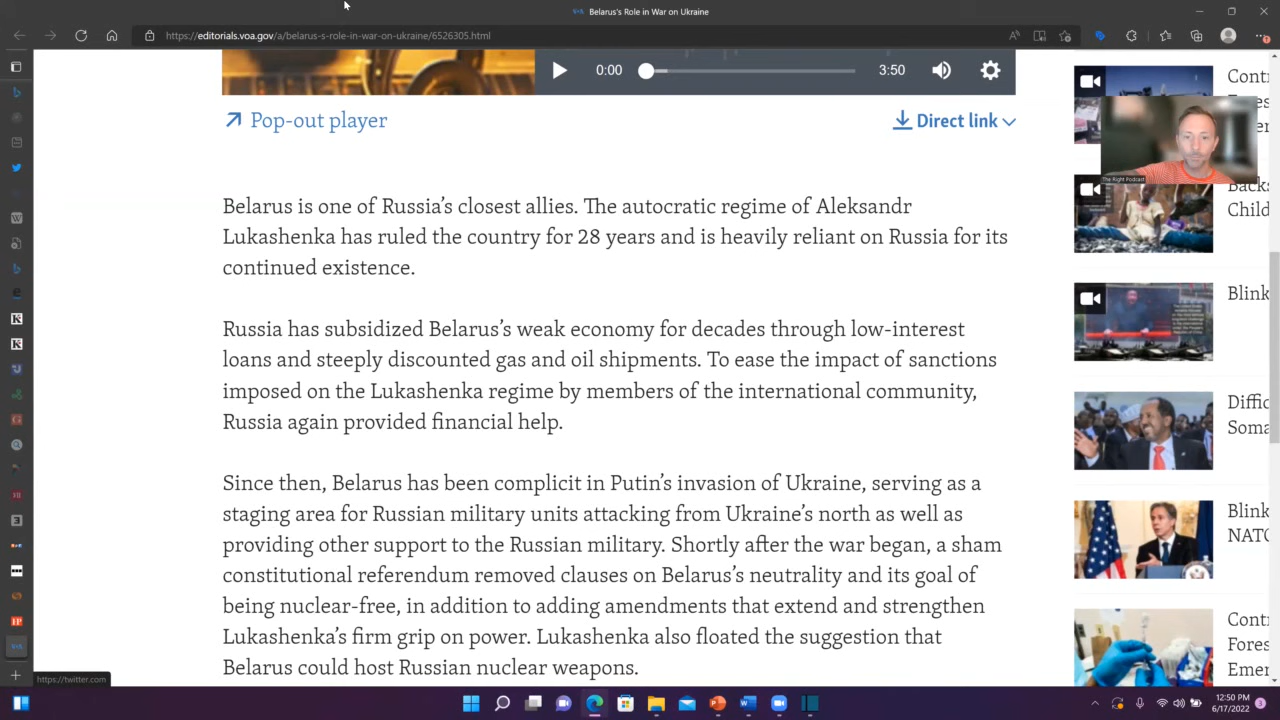 Belarus's Role in War on Ukraine
https://editorials.voa.gov/a/belarus-s-role-in-war-on-ukraine/6526305.html
0:00
3:50
Pop-out player
Direct link
Belarus is one of Russia's closest allies. The autocratic regime of Aleksandr
Lukashenka has ruled the country for 28 years and is heavily reliant on Russia for its
continued existence.
Russia has subsidized Belarus's weak economy for decades through low-interest
loans and steeply discounted gas and oil shipments. To ease the impact of sanctions
imposed on the Lukashenka regime by members of the international community,
Russia again provided financial help.
Since then, Belarus has been complicit in Putin's invasion of Ukraine, serving as a
staging area for Russian military units attacking from Ukraine's north as well as
providing other support to the Russian military. Shortly after the war began, a sham
constitutional referendum removed clauses on Belarus's neutrality and its goal of
being nuclear-free, in addition to adding amendments that extend and strengthen
Lukashenka's firm grip on power. Lukashenka also floated the suggestion that
Belarus could host Russian nuclear weapons.
Cont
The Right Podcast
Backs
Child
Blink
Diffic
Soma
Blink
NATO
Conti
Fores
Emer
https://twitter.com
12:50 PM
6/17/2022